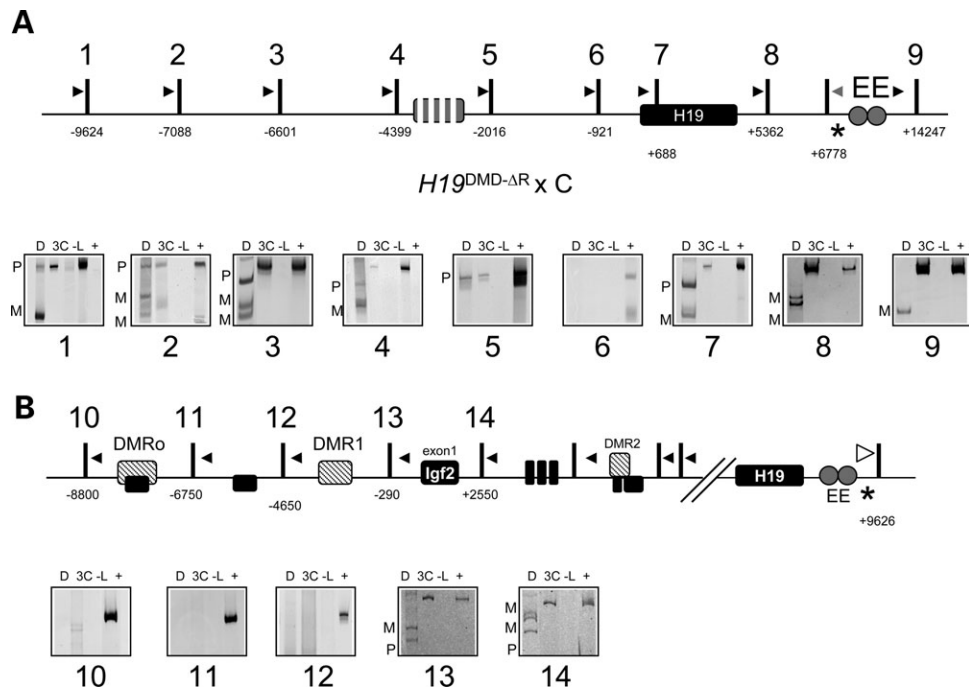 A
1 2 3 4 5 6 7 8 9
EE
H19
-9624 -7088 -6601 -4399 -2016 -921 +5362 * +14247
+688 +6778
H19DMD-ΔR x C
D 3C -L + D 3C -L + D 3C -L + D 3C -L + D 3C -L + D 3C -L + D 3C -L + D 3C -L + D 3C -L +
P P P P P P
M M M M M M M
M M M
1 2 3 4 5 6 7 8 9
B
10 11 12 13 14
DMRo DMR1 exon1 DMR2
Igf2 H19
EE *
-8800 -6750 -4650 -290 +2550 +9626
D 3C -L + D 3C -L + D 3C -L + D 3C -L + D 3C -L +
M M
M M
P P
10 11 12 13 14